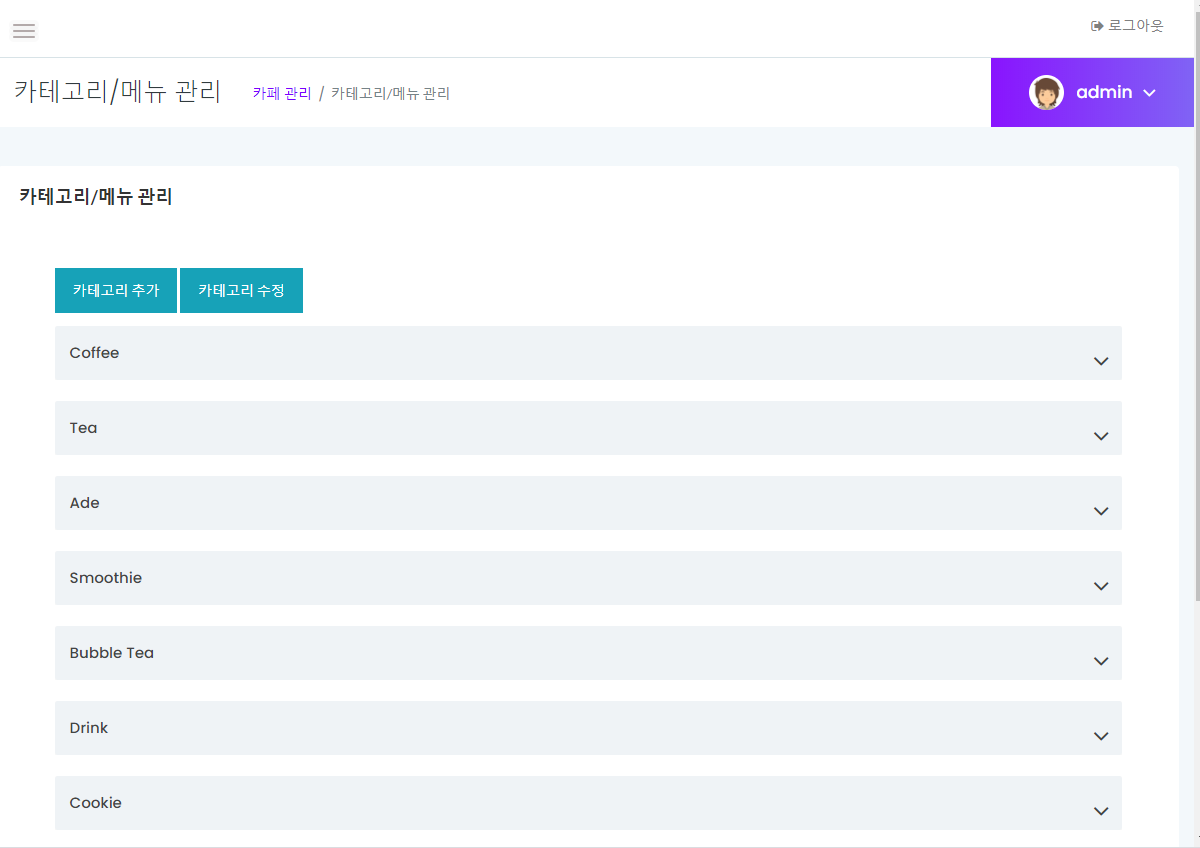 로그아웃
카테고리/메뉴 관리 카페 관리 / 카테고리/메뉴 관리 admin
카테고리/메뉴 관리
카테고리 추가 카테고리 수정
Coffee
Tea
Ade
Smoothie
Bubble Tea
Drink
Cookie